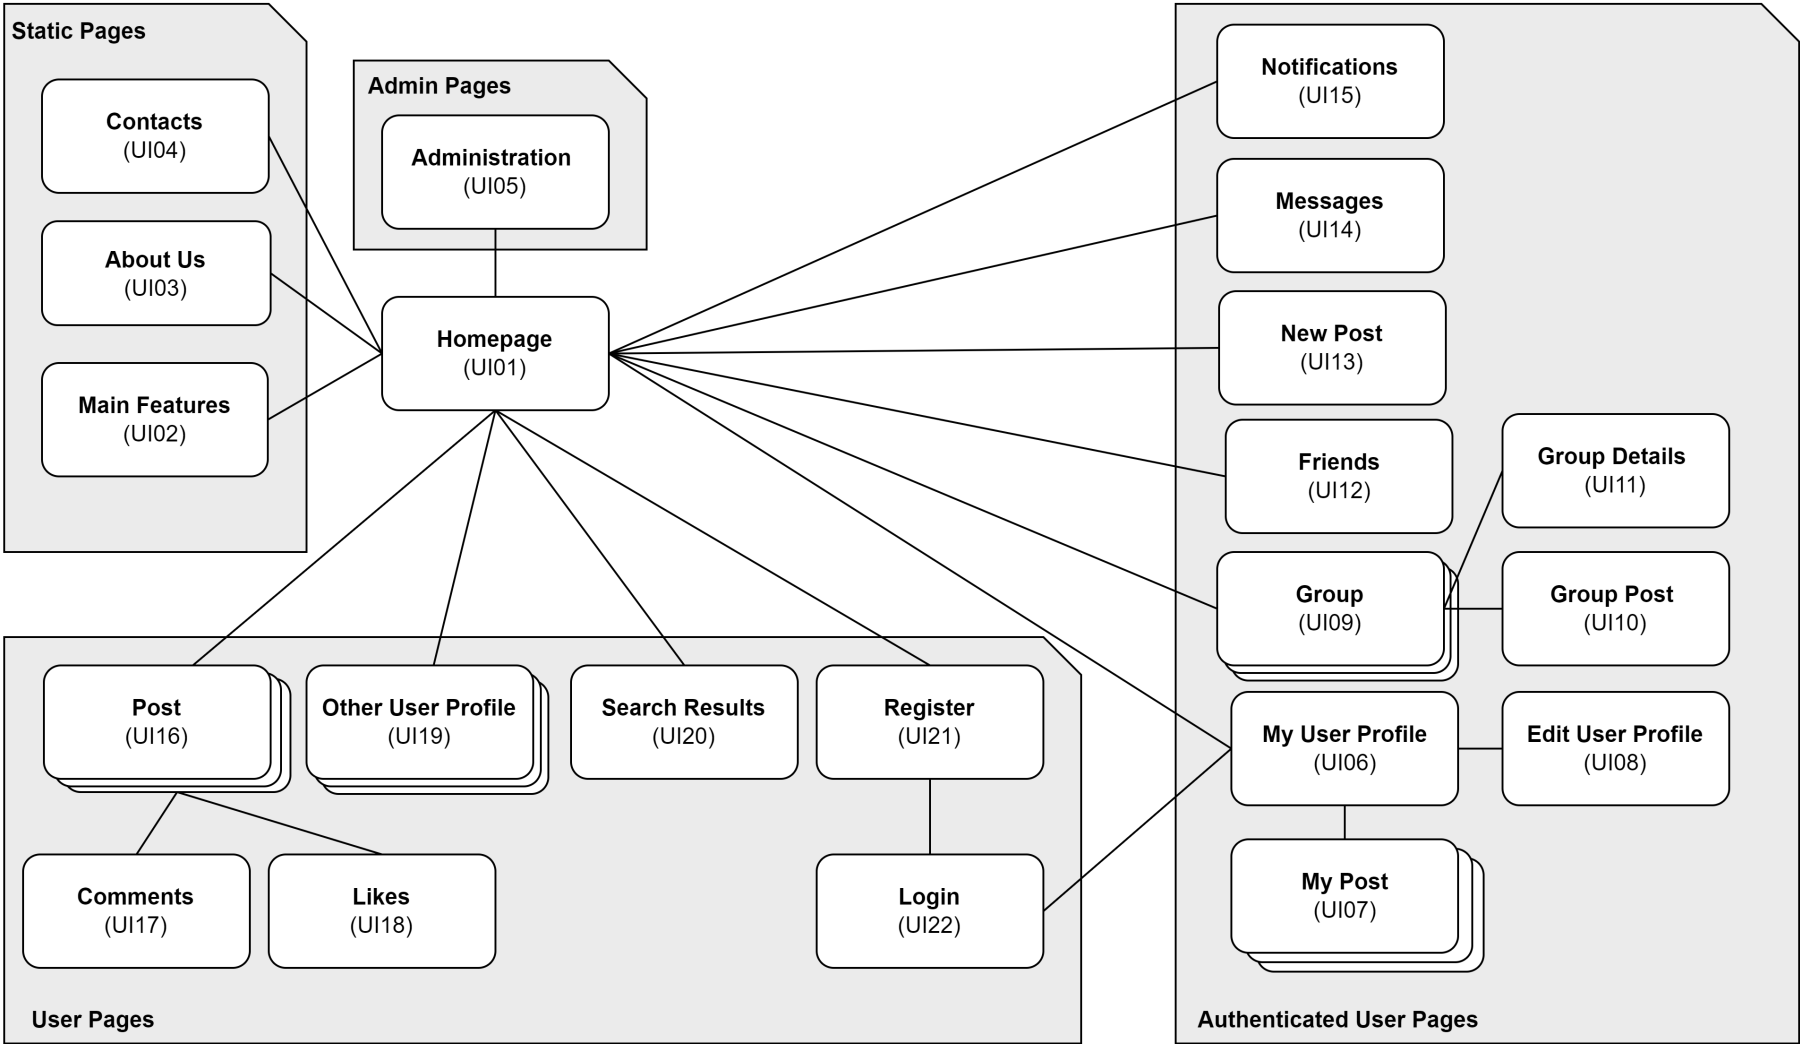 Static Pages
Contacts
(UI04)
About Us
(UI03)
Main Features
(UI02)
Admin Pages
Administration
(UI05)
Homepage
(UI01)
Notifications
(UI15)
Messages
(UI14)
New Post
(UI13)
Friends
(UI12)
Group Details
(UI11)
Group
(UI09)
Group Post
(UI10)
My User Profile
(UI06)
Edit User Profile
(UI08)
My Post
(UI07)
Authenticated User Pages
Post
(UI16)
Other User Profile
(UI19)
Search Results
(UI20)
Register
(UI21)
Comments
(UI17)
Likes
(UI18)
Login
(UI22)
User Pages